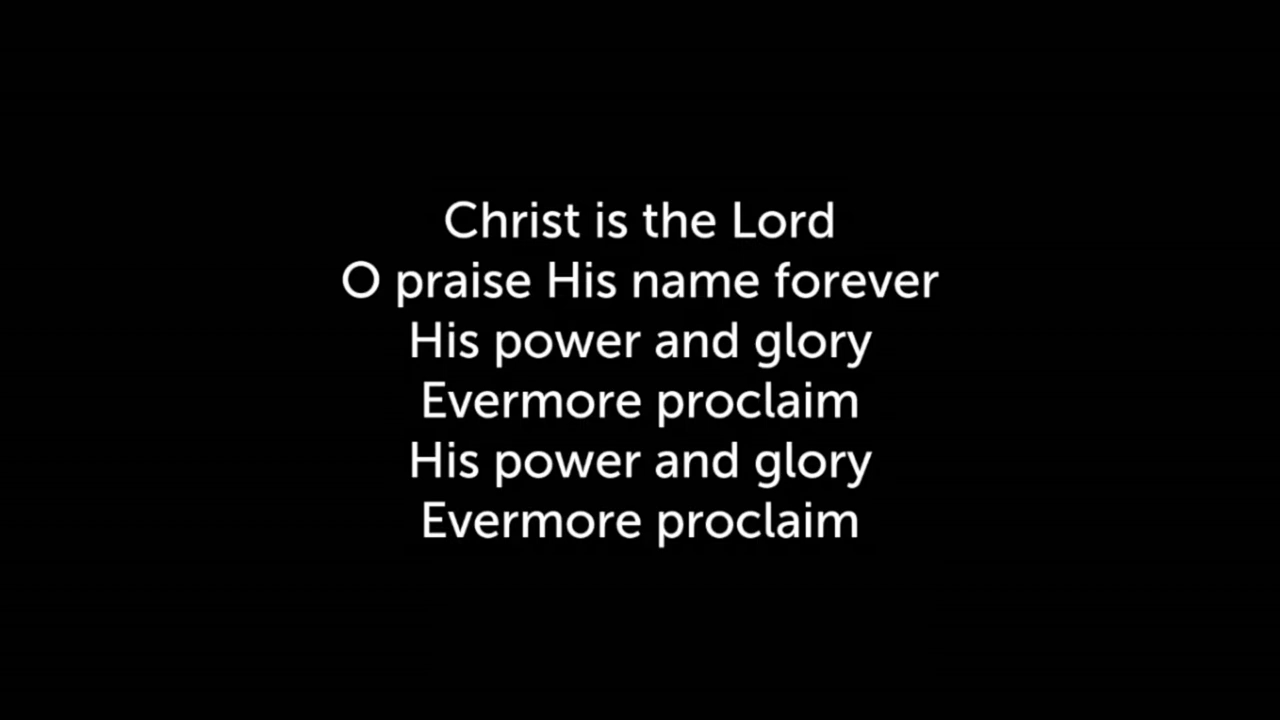 Christ is the Lord
O praise His name forever
His power and glory
Evermore proclaim
His power and glory
Evermore proclaim